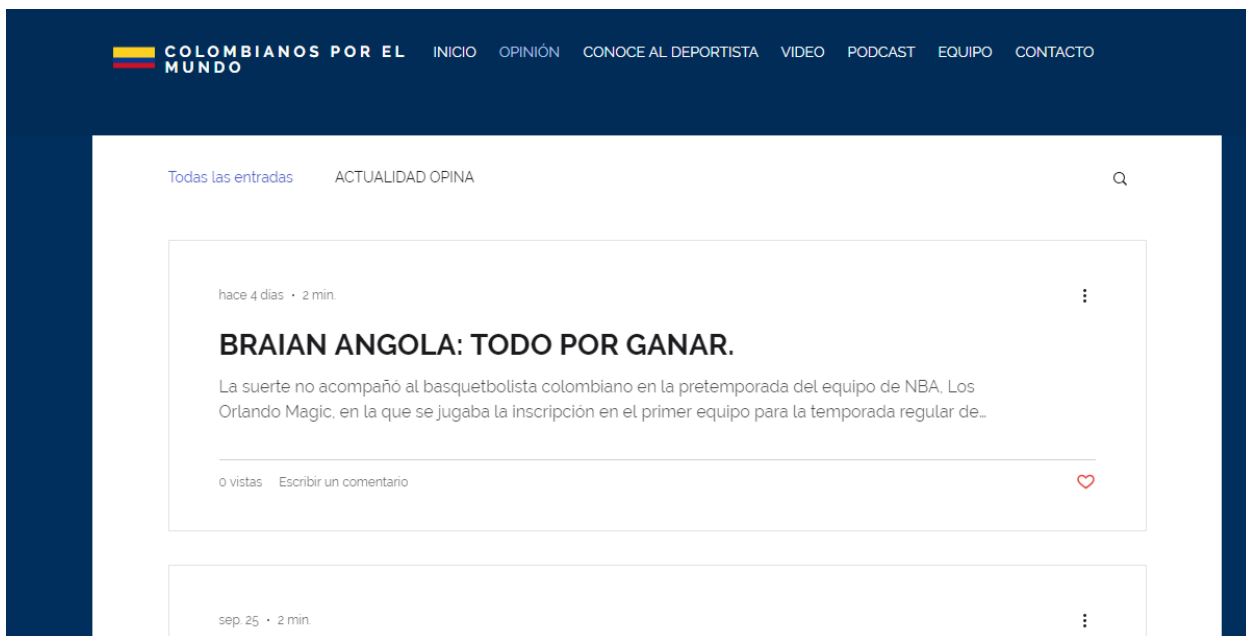 COLOMBIANOS POR EL
MUNDO
INICIO OPINIÓN CONOCE AL DEPORTISTA VIDEO PODCAST EQUIPO CONTACTO
Todas las entradas ACTUALIDAD OPINA
hace 4 días • 2 min.
BRAIAN ANGOLA: TODO POR GANAR.
La suerte no acompañó al basquetbolista colombiano en la pretemporada del equipo de NBA, Los
Orlando Magic, en la que se jugaba la inscripción en el primer equipo para la temporada regular de…
0 vistas Escribir un comentario
sep. 25 • 2 min.